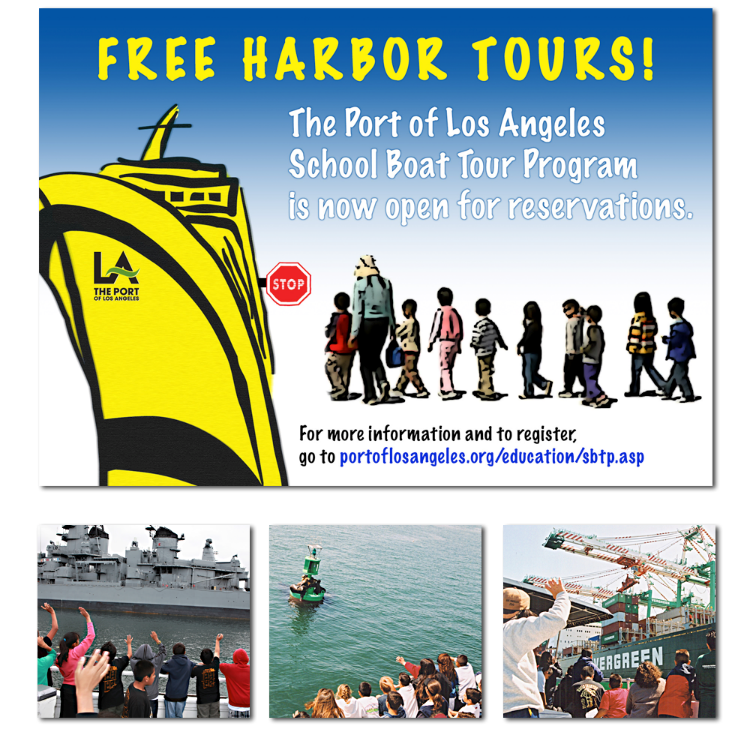 FREE HARBOR TOURS!
The Port of Los Angeles
School Boat Tour Program
is now open for reservations.
LA
THE PORT
OF LOS ANGELES
STOP
For more information and to register,
go to portoflosangeles.org/education/sbtp.asp
EVERGREEN